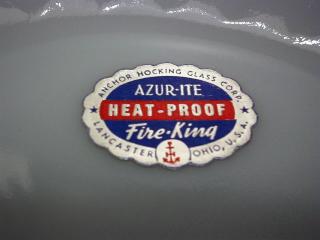 ANCHOR HOCKING GLASS CORP.
AZUR-ITE
HEAT-PROOF
Fire-King
LANCASTER OHIO, U.S.A.